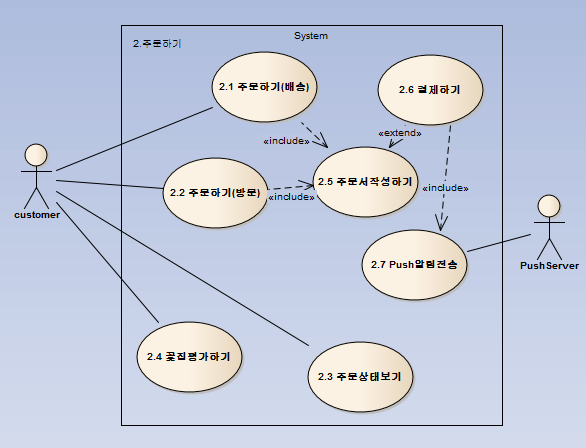 System
2.주문하기
2.1 주문하기(배송)
2.6 결제하기
«include»
«extend»
2.5 주문서작성하기
2.2 주문하기(방문)
«include»
«include»
customer
2.7 Push알림전송
PushServer
2.4 꽃집평가하기
2.3 주문상태보기